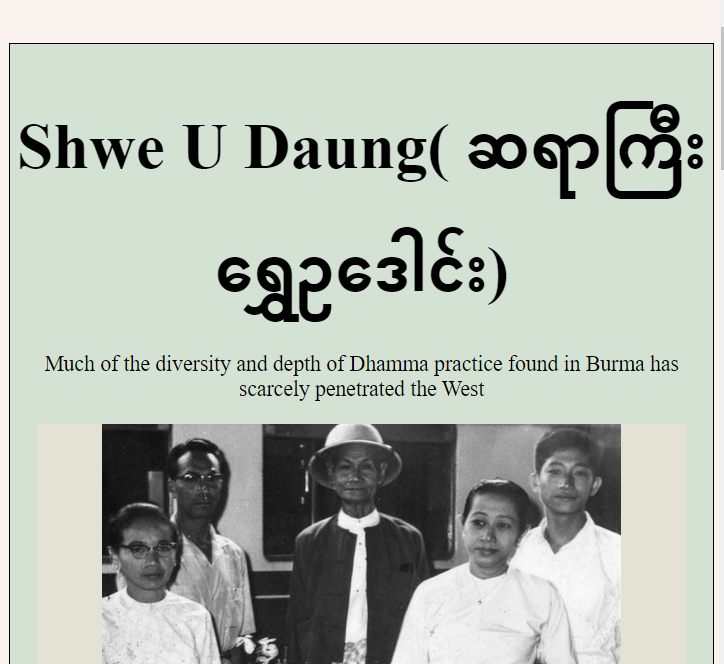 Shwe U Daung( ဆရာကြီး
ရွှေဥဒေါင်း)
Much of the diversity and depth of Dhamma practice found in Burma has
scarcely penetrated the West